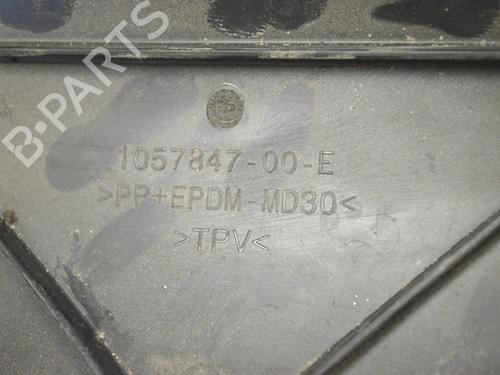 B-PARTS
1057847-00-E
>PP+EPDM-MD30<
>TPV<